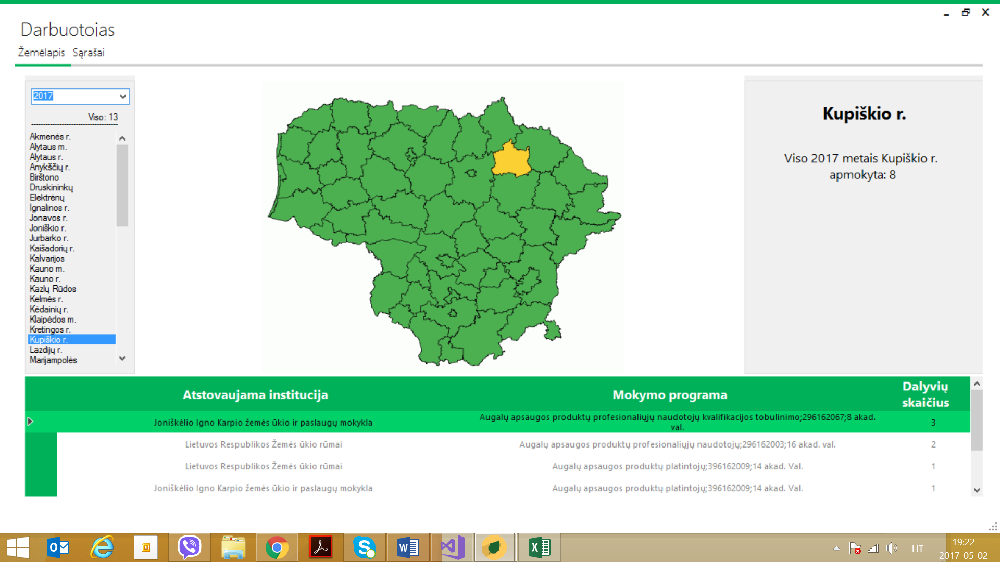 Darbuotojas
Žemėlapis Sąrašai
2017
Viso: 13
Akmenės r.
Alytaus m.
Alytaus r.
Anykščių r.
Birštono
Druskininkų
Elektrėnų
Ignalinos r.
Jonavos r.
Joniškio r.
Jurbarko r.
Kaišadorių r.
Kalvarijos
Kauno m.
Kauno r.
Kazlų Rūdos
Kelmės r.
Kėdainių r.
Klaipėdos m.
Kretingos r.
Kupiškio r.
Lazdijų r.
Marijampolės
Kupiškio r.
Viso 2017 metais Kupiškio r.
apmokyta: 8
Atstovaujama institucija Mokymo programa Dalyvių
skaičius
Joniškėlio Igno Karpio žemės ūkio ir paslaugų mokykla Augalų apsaugos produktų profesionaliųjų naudotojų kvalifikacijos tobulinimo;296162067;8 akad.
val. 3
Lietuvos Respublikos Žemės ūkio rūmai Augalų apsaugos produktų profesionaliųjų naudotojų;296162003;16 akad. val. 2
Lietuvos Respublikos Žemės ūkio rūmai Augalų apsaugos produktų platintojų;396162009;14 akad. Val. 1
Joniškėlio Igno Karpio žemės ūkio ir paslaugų mokykla Augalų apsaugos produktų platintojų;396162009;14 akad. Val. 1
LIT
19:22
2017-05-02